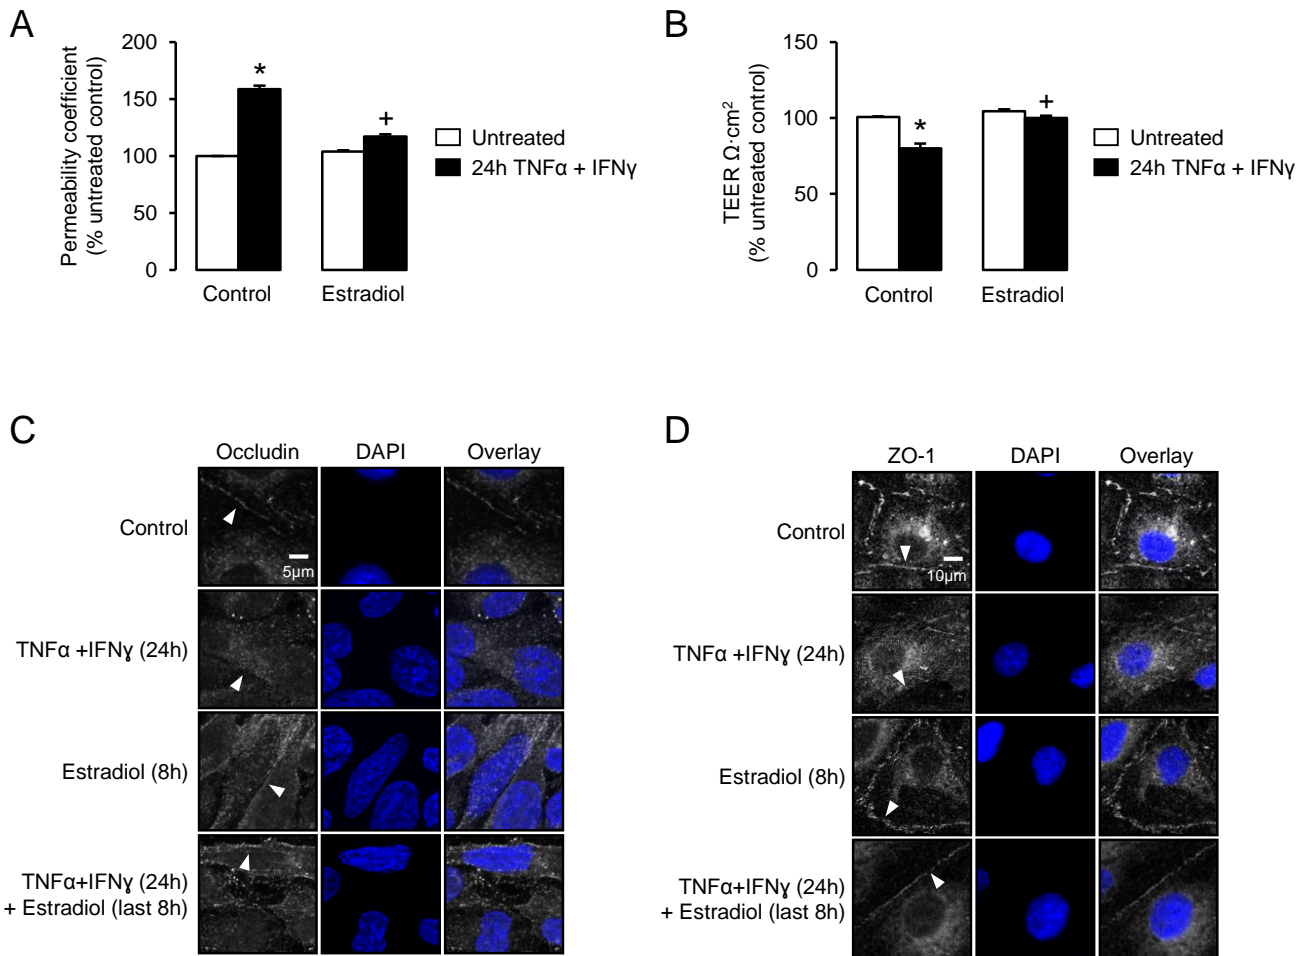 A
B
200
150
100
50
0
Permeability coefficient
(% untreated control)
*
+
Control
Estradiol
Untreated
24h TNFα + IFNγ
150
100
50
0
TEER Ω·cm²
(% untreated control)
*
+
Control
Estradiol
Untreated
24h TNFα + IFNγ
C
Occludin DAPI Overlay
Control
5µm
TNFα +IFNɣ (24h)
Estradiol (8h)
TNFα+IFNɣ (24h)
+ Estradiol (last 8h)
D
ZO-1 DAPI Overlay
Control
10µm
TNFα +IFNɣ (24h)
Estradiol (8h)
TNFα+IFNɣ (24h)
+ Estradiol (last 8h)